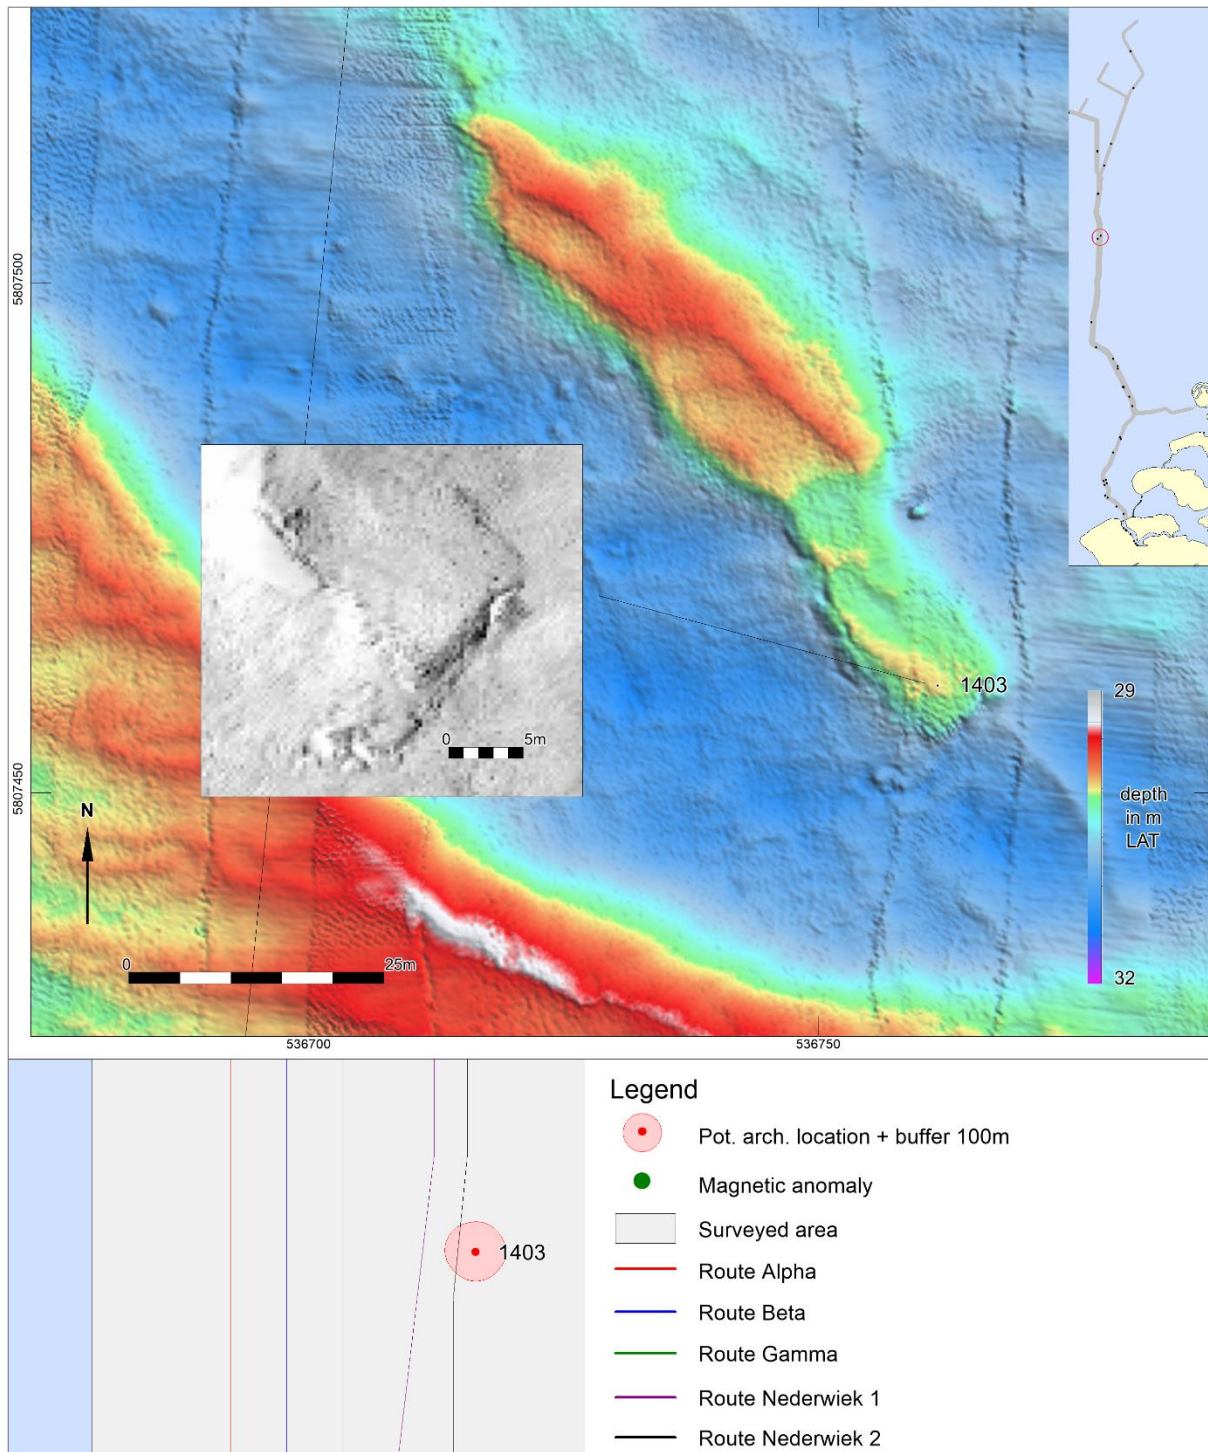 5807500
0 5m
1403
29
depth
in m
LAT
32
5807450
N
0 25m
536700 536750
1403
Legend
Pot. arch. location + buffer 100m
Magnetic anomaly
Surveyed area
Route Alpha
Route Beta
Route Gamma
Route Nederwiek 1
Route Nederwiek 2